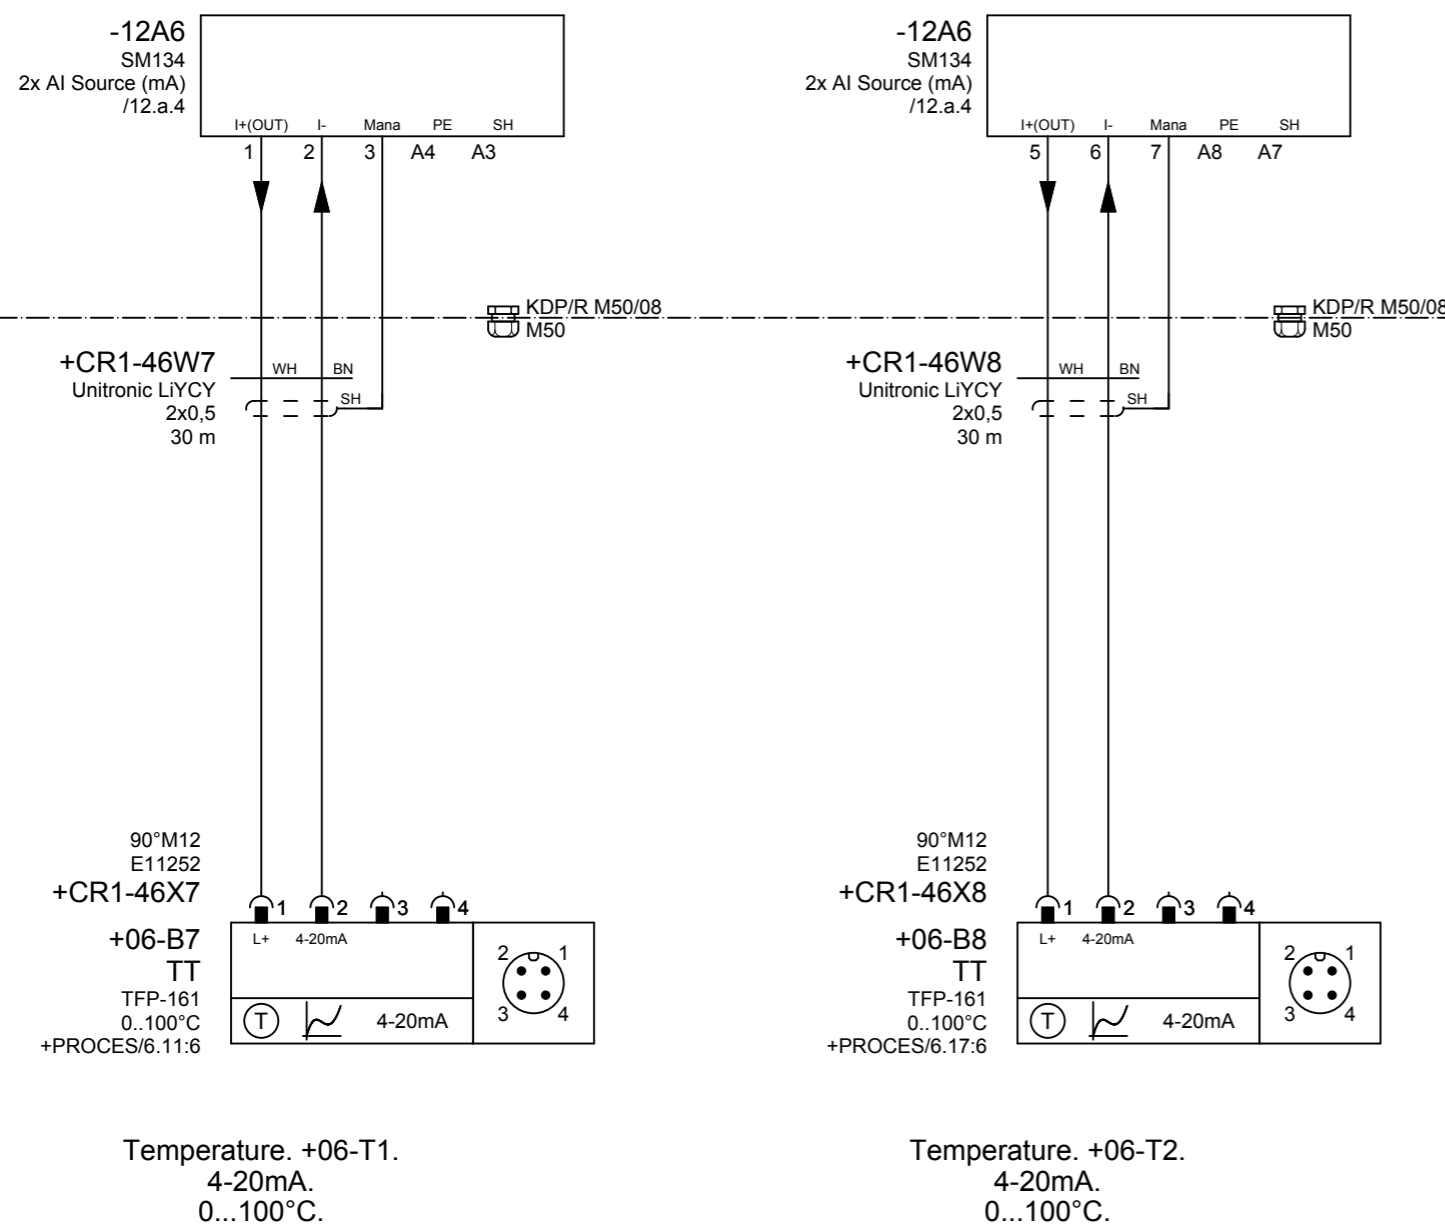 -12A6
SM134
2x AI Source (mA)
/12.a.4
I+(OUT) I- Mana PE SH
1 2 3 A4 A3
KDP/R M50/08
M50
+CR1-46W7
Unitronic LiYCY
2x0,5
30 m
WH BN
SH
90°M12
E11252
+CR1-46X7
1 2 3 4
+06-B7
TT
TFP-161
0..100°C
+PROCES/6.11:6
L+ 4-20mA
T 4-20mA
2 1
3 4
Temperature. +06-T1.
4-20mA.
0...100°C.
-12A6
SM134
2x AI Source (mA)
/12.a.4
I+(OUT) I- Mana PE SH
5 6 7 A8 A7
KDP/R M50/08
M50
+CR1-46W8
Unitronic LiYCY
2x0,5
30 m
WH BN
SH
90°M12
E11252
+CR1-46X8
1 2 3 4
+06-B8
TT
TFP-161
0..100°C
+PROCES/6.17:6
L+ 4-20mA
T 4-20mA
2 1
3 4
Temperature. +06-T2.
4-20mA.
0...100°C.